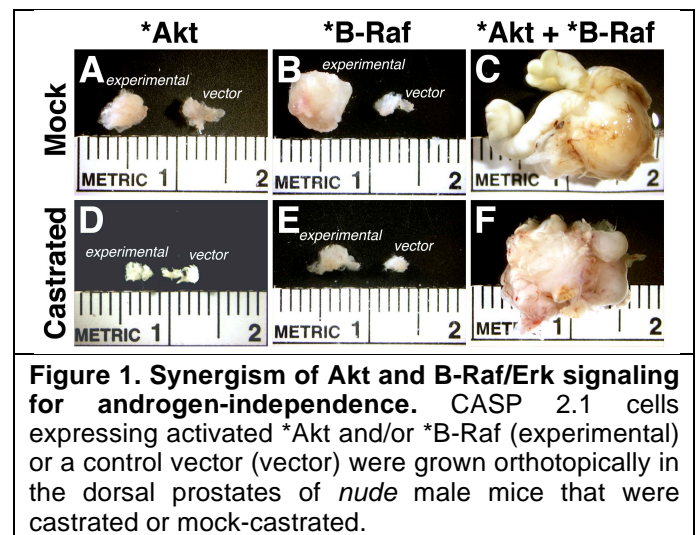 *Akt *B-Raf *Akt + *B-Raf
Mock
A experimental vector
B experimental vector
C
METRIC 1 2
METRIC 1 2
2
Castrated
D experimental vector
E experimental vector
F
METRIC 1 2
METRIC 1 2
MET 2
Figure 1. Synergism of Akt and B-Raf/Erk signaling
for androgen-independence. CASP 2.1 cells
expressing activated *Akt and/or *B-Raf (experimental)
or a control vector (vector) were grown orthotopically in
the dorsal prostates of nude male mice that were
castrated or mock-castrated.